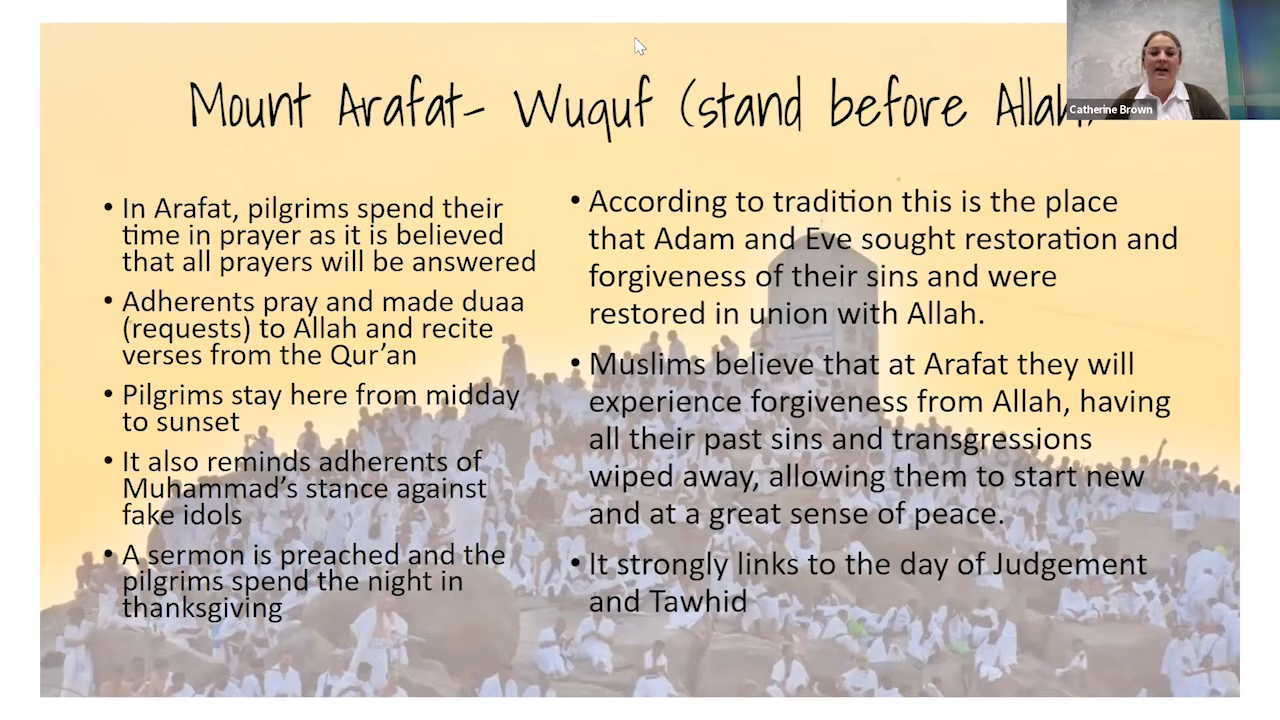 Mount Arafat- Wuquf (stand before Allah)
Catherine Brown
• In Arafat, pilgrims spend their
time in prayer as it is believed
that all prayers will be answered
• Adherents pray and made duaa
(requests) to Allah and recite
verses from the Qur’an
• Pilgrims stay here from midday
to sunset
• It also reminds adherents of
Muhammad’s stance against
fake idols
• A sermon is preached and the
pilgrims spend the night in
thanksgiving
• According to tradition this is the place
that Adam and Eve sought restoration and
forgiveness of their sins and were
restored in union with Allah.
• Muslims believe that at Arafat they will
experience forgiveness from Allah, having
all their past sins and transgressions
wiped away, allowing them to start new
and at a great sense of peace.
• It strongly links to the day of Judgement
and Tawhid